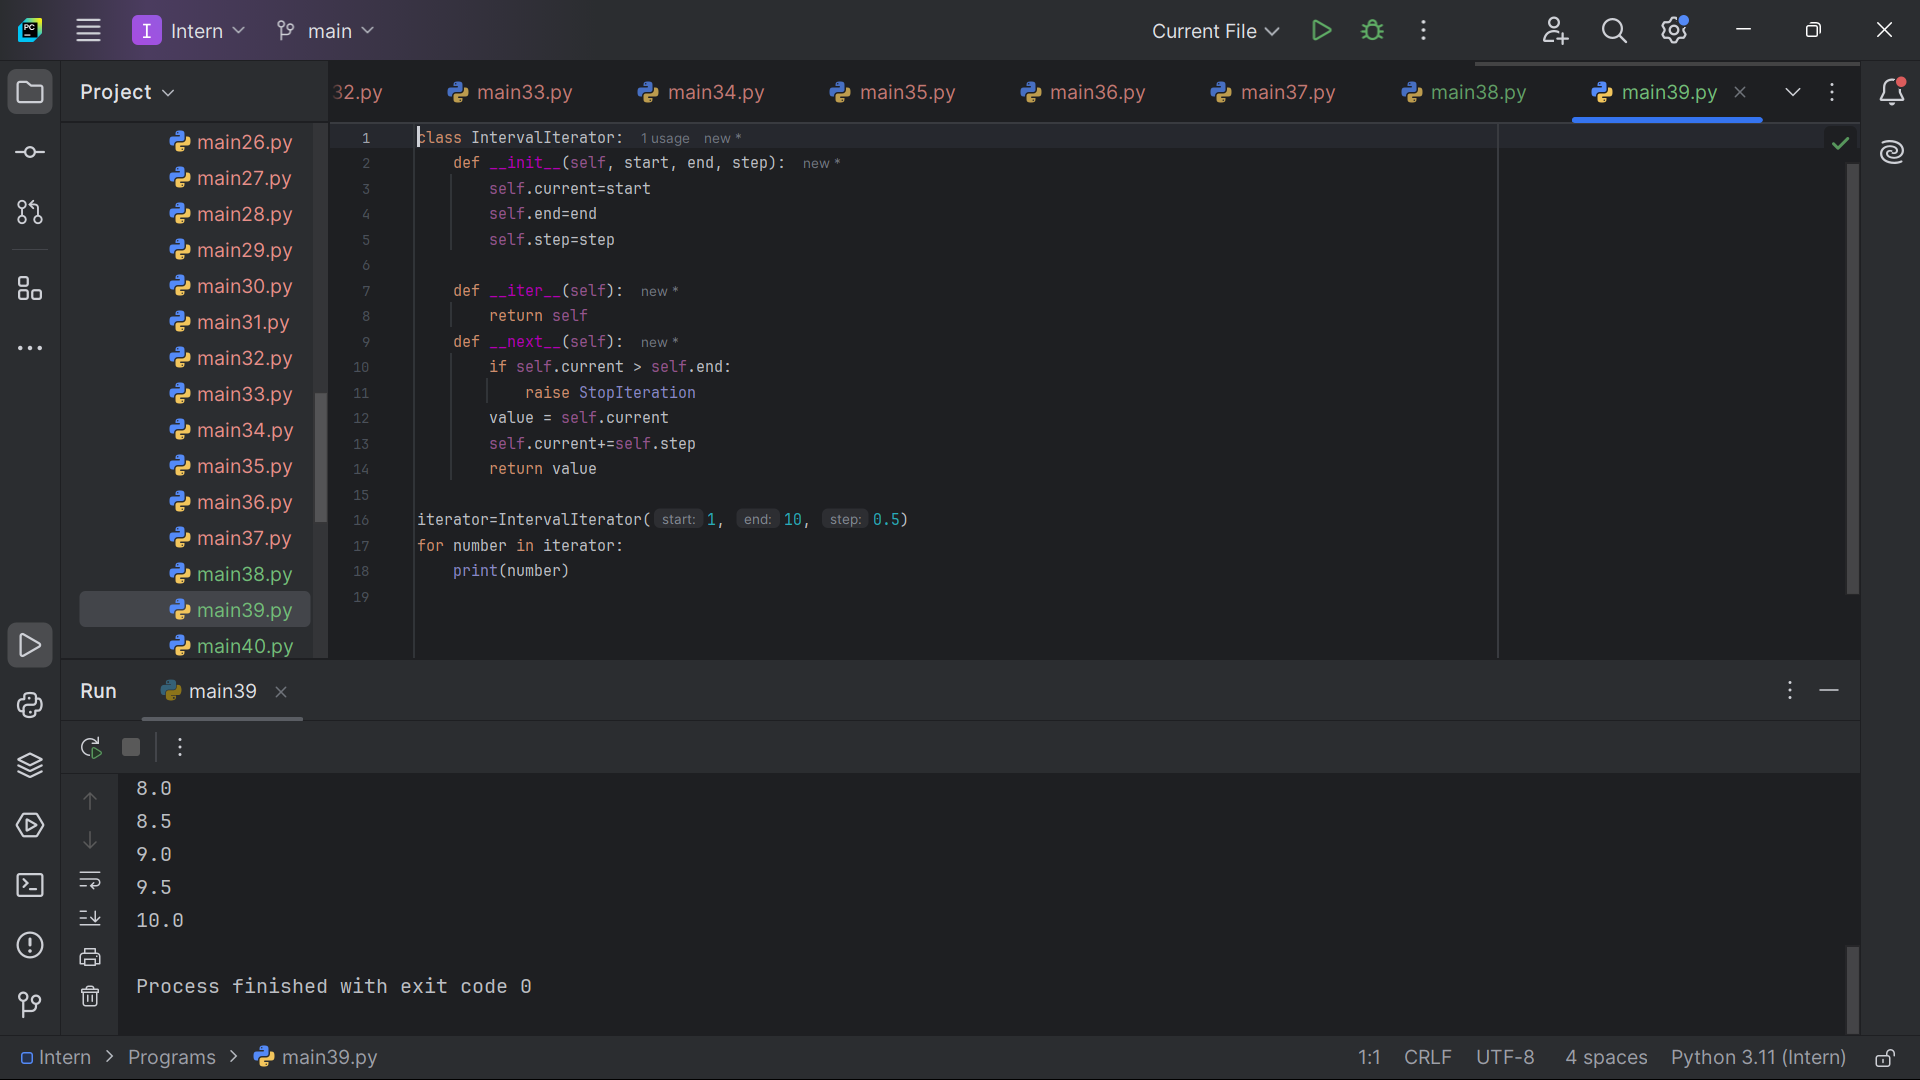 PC
I Intern main Current File
Project
32.py main33.py main34.py main35.py main36.py main37.py main38.py main39.py
main26.py
main27.py
main28.py
main29.py
main30.py
main31.py
main32.py
main33.py
main34.py
main35.py
main36.py
main37.py
main38.py
main39.py
main40.py
1 class IntervalIterator: 1 usage new *
2     def __init__(self, start, end, step): new *
3         self.current=start
4         self.end=end
5         self.step=step
6
7     def __iter__(self): new *
8         return self
9     def __next__(self): new *
10         if self.current > self.end:
11             raise StopIteration
12         value = self.current
13         self.current+=self.step
14         return value
15
16 iterator=IntervalIterator( start: 1, end: 10, step: 0.5)
17 for number in iterator:
18     print(number)
19
Run main39
8.0
8.5
9.0
9.5
10.0
Process finished with exit code 0
Intern > Programs > main39.py 1:1 CRLF UTF-8 4 spaces Python 3.11 (Intern)